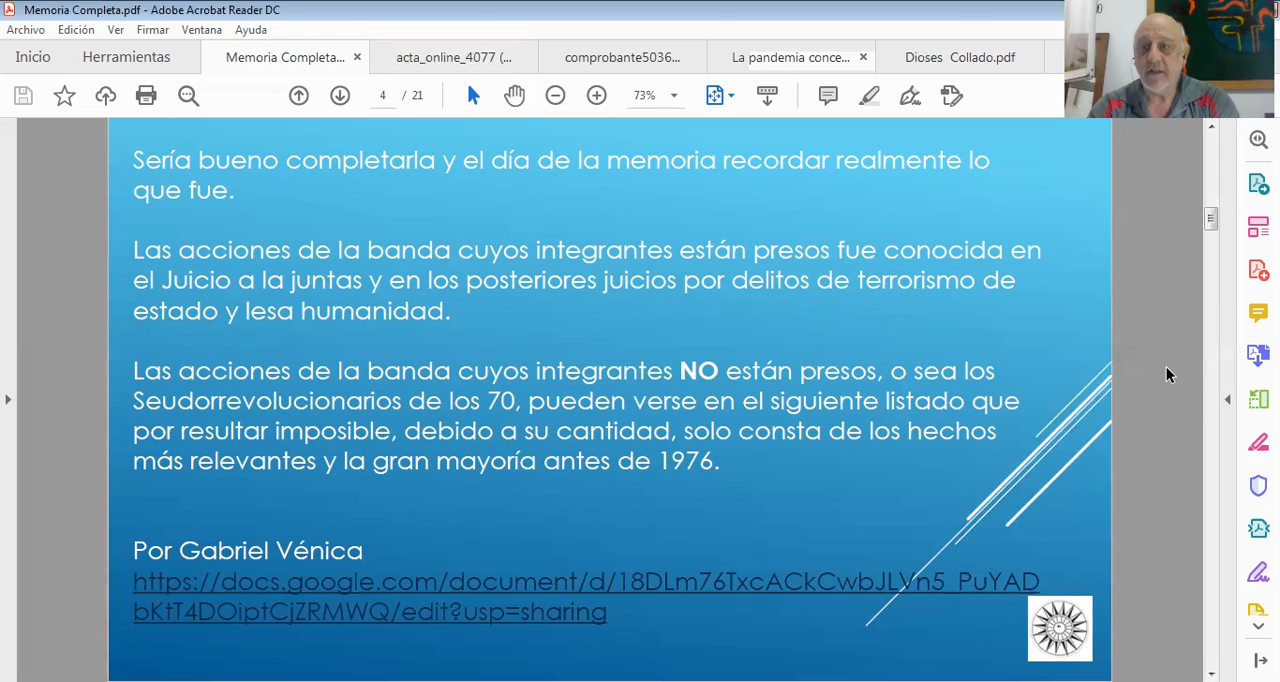 Memoria Completa.pdf - Adobe Acrobat Reader DC
Archivo Edición Ver Firmar Ventana Ayuda
Inicio Herramientas Memoria Completa... × acta_online_4077 (... comprobante5036... La pandemia conce... × Dioses Collado.pdf
4 / 21 73%
Sería bueno completarla y el día de la memoria recordar realmente lo
que fue.
Las acciones de la banda cuyos integrantes están presos fue conocida en
el Juicio a la juntas y en los posteriores juicios por delitos de terrorismo de
estado y lesa humanidad.
Las acciones de la banda cuyos integrantes NO están presos, o sea los
Seudorrevolucionarios de los 70, pueden verse en el siguiente listado que
por resultar imposible, debido a su cantidad, solo consta de los hechos
más relevantes y la gran mayoría antes de 1976.
Por Gabriel Vénica
https://docs.google.com/document/d/18DLm76TxcACkCwbJLVn5_PuYAD
bKtT4DOiptCjZRMWQ/edit?usp=sharing